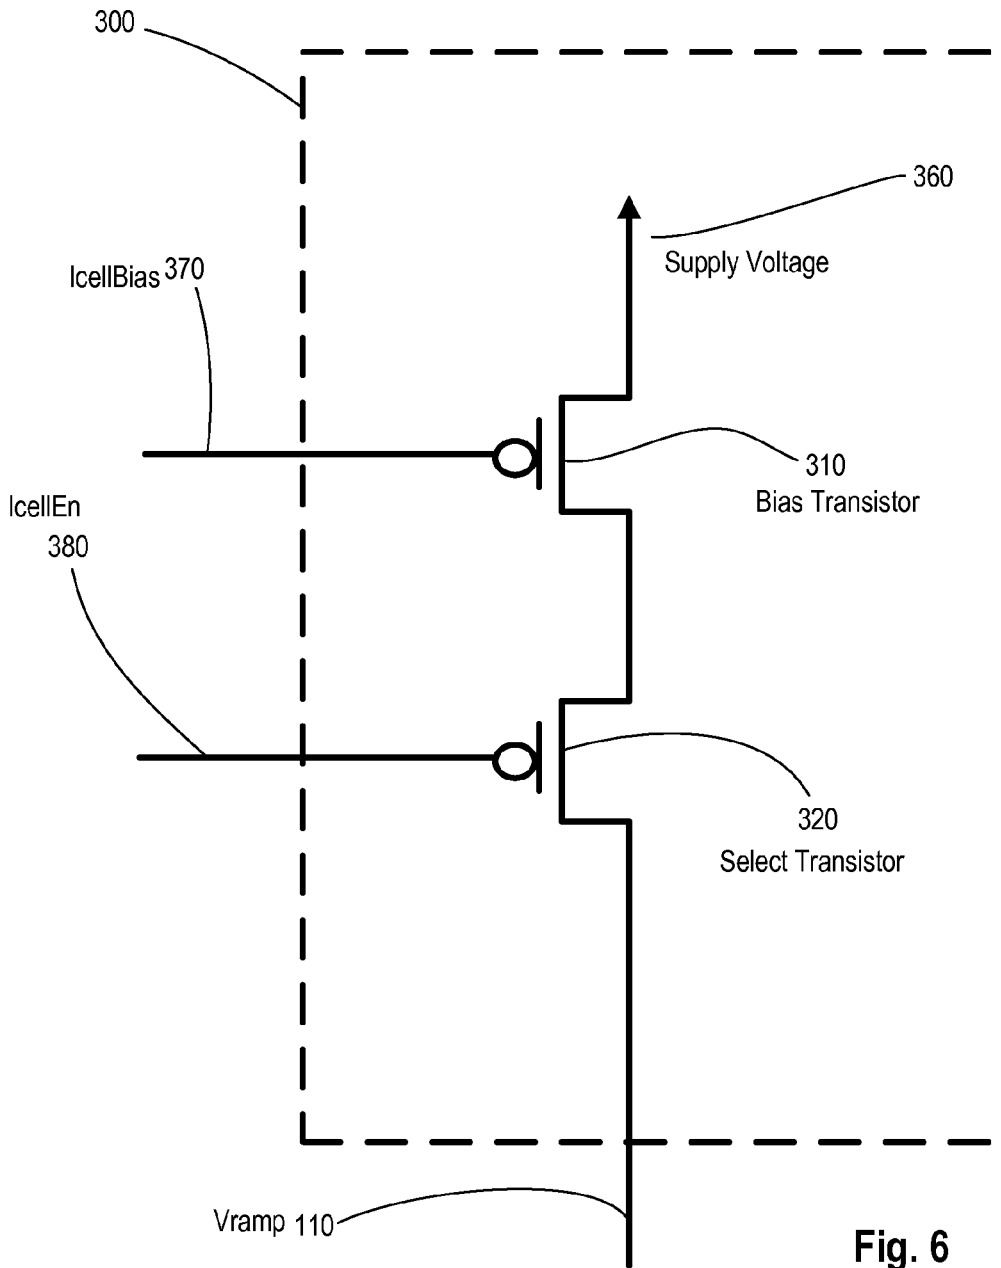 300
360
Supply Voltage
IcellBias 370
310
Bias Transistor
IcellEn
380
320
Select Transistor
Vramp 110
Fig. 6